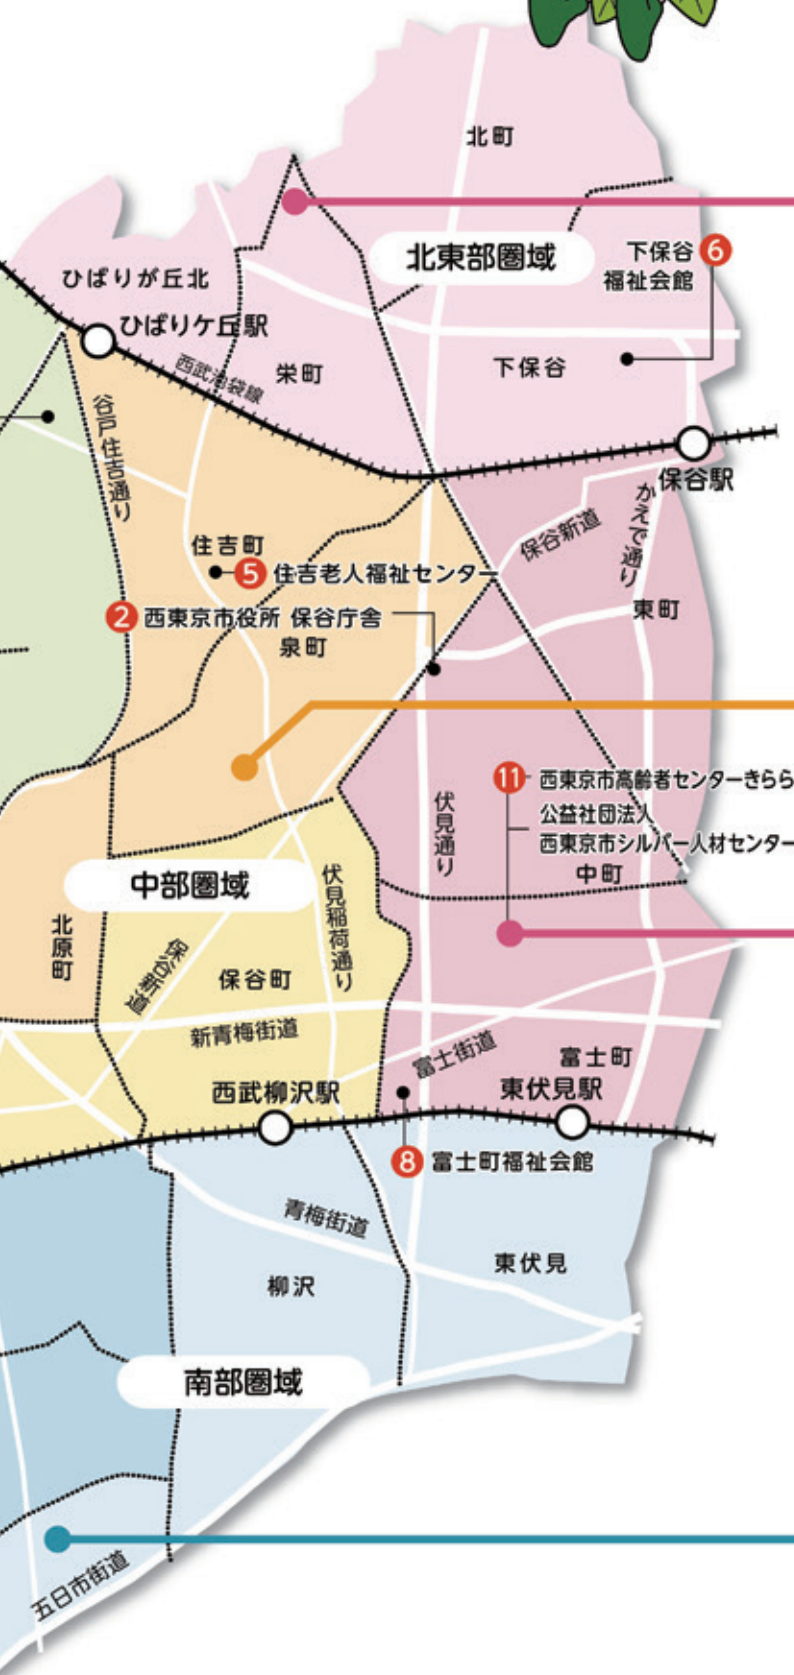 北町
北東部圏域
下保谷
福祉会館
6
ひばりが丘北
ひばりケ丘駅
西武池袋線
栄町
下保谷
谷戸住吉通り
保谷駅
かえで通り
保谷新道
住吉町
5 住吉老人福祉センター
2 西東京市役所 保谷庁舎
泉町
東町
11 西東京市高齢者センターきらら
公益社団法人
西東京市シルバー人材センター
伏見通り
中町
中部圏域
伏見稲荷通り
北原町
保谷新道
保谷町
新青梅街道
富士街道
富士町
西武柳沢駅
東伏見駅
8 富士町福祉会館
青梅街道
東伏見
柳沢
南部圏域
五日市街道